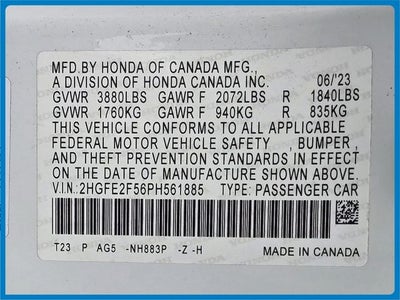 MFD.BY HONDA OF CANADA MFG.,
A DIVISION OF HONDA CANADA INC. 06/23
GVWR 3880LBS GAWR F 2072LBS R 1840LBS
GVWR 1760KG GAWR F 940KG R 835KG
THIS VEHICLE CONFORMS TO ALL APPLICABLE
FEDERAL MOTOR VEHICLE SAFETY , BUMPER ,
AND THEFT PREVENTION STANDARDS IN EFFECT
ON THE DATE OF MANUFACTURE SHOWN ABOVE.
V.I.N:2HGFE2F56PH561885 TYPE:PASSENGER CAR
T23 P AG5 -NH883P -Z -H MADE IN CANADA